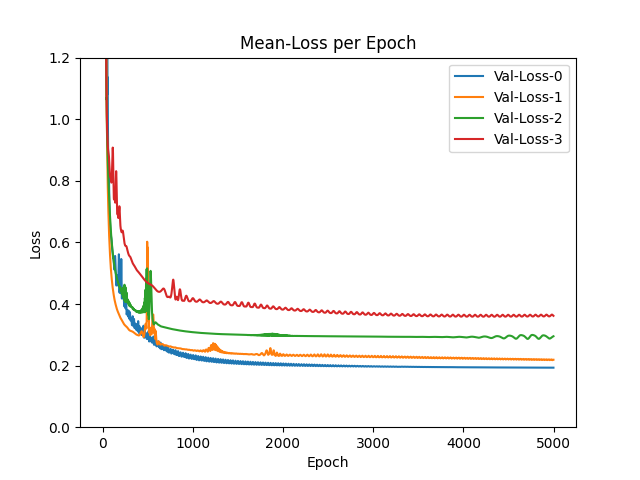 Mean-Loss per Epoch
Loss
1.2
1.0
0.8
0.6
0.4
0.2
0.0
Val-Loss-0
Val-Loss-1
Val-Loss-2
Val-Loss-3
0 1000 2000 3000 4000 5000
Epoch